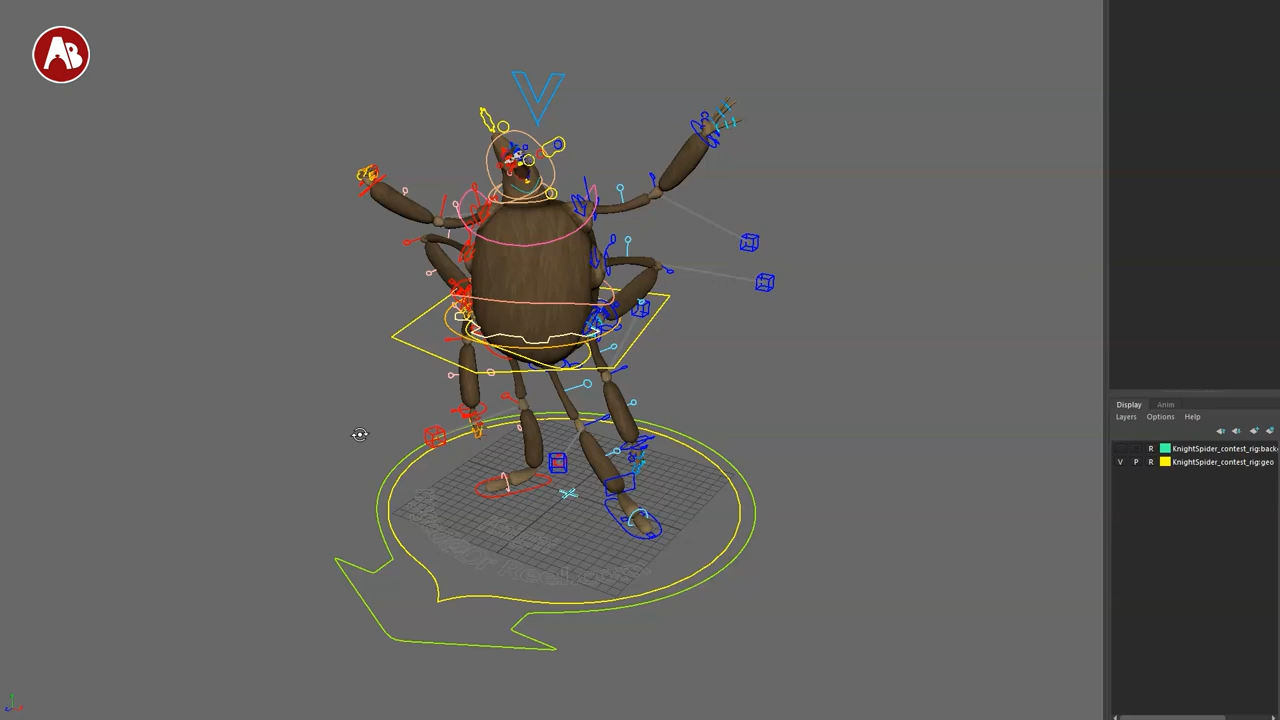 AB
V
Display Anim
Layers Options Help
R KnightSpider_contest_rig:back
V P R KnightSpider_contest_rig:geo